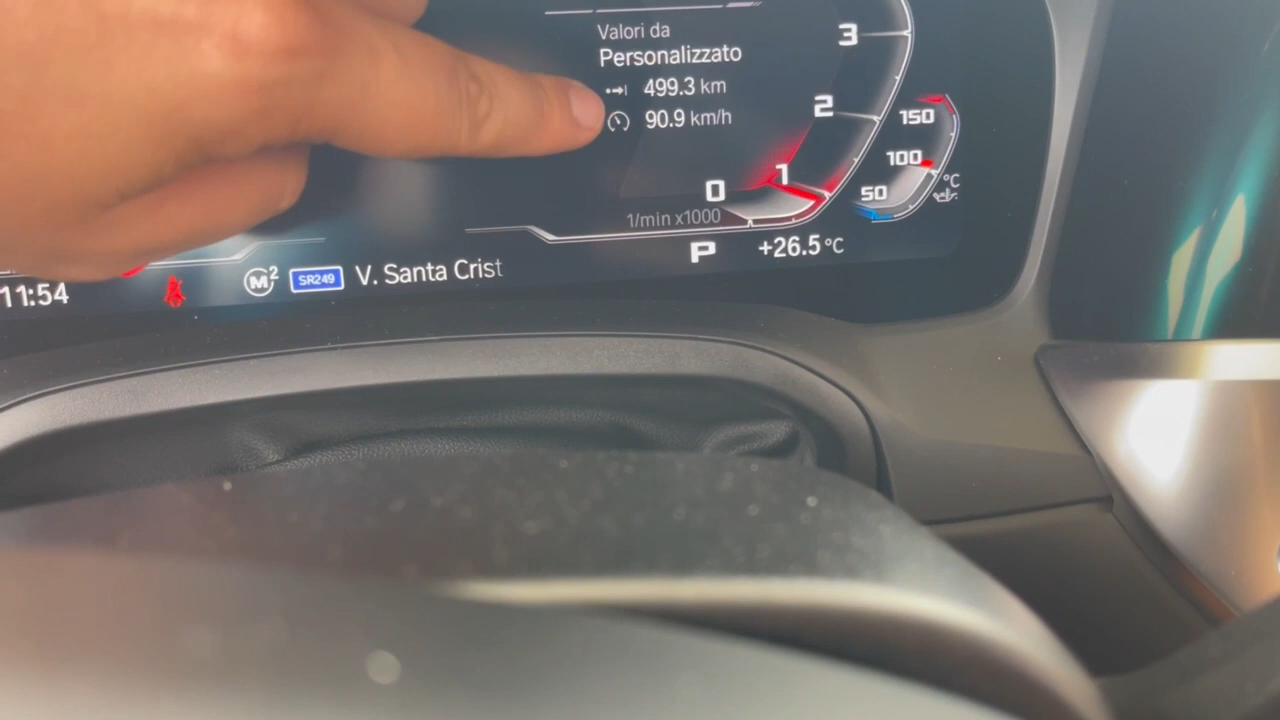 Valori da
Personalizzato
499.3 km
90.9 km/h
3
2
1
0
1/min x1000
150
100
50
°C
P
+26.5 °C
11:54
M2
SR249
V. Santa Crist